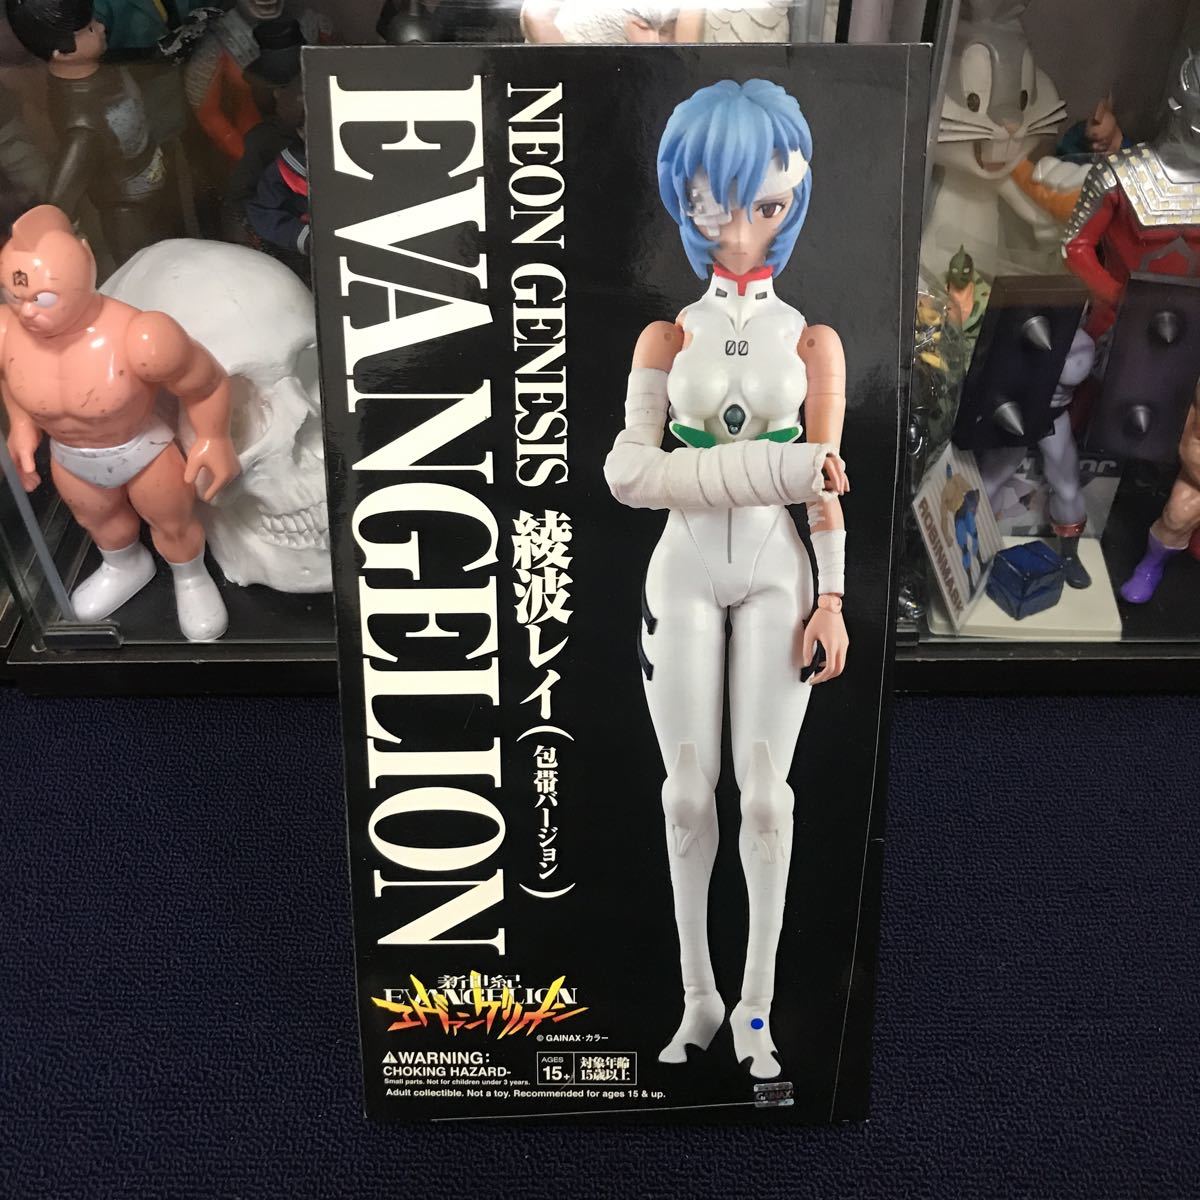 NEON GENESIS 綾波レイ(包帯バージョン)
EVANGELION
新世紀
EVANGELION
エヴァンゲリオン
© GAINAX・カラー
WARNING:
CHOKING HAZARD-
Small parts. Not for children under 3 years.
AGES
15+
対象年齢
15歳以上
Adult collectible. Not a toy. Recommended for ages 15 & up.
GAINAX
00
肉
ROBINMASK